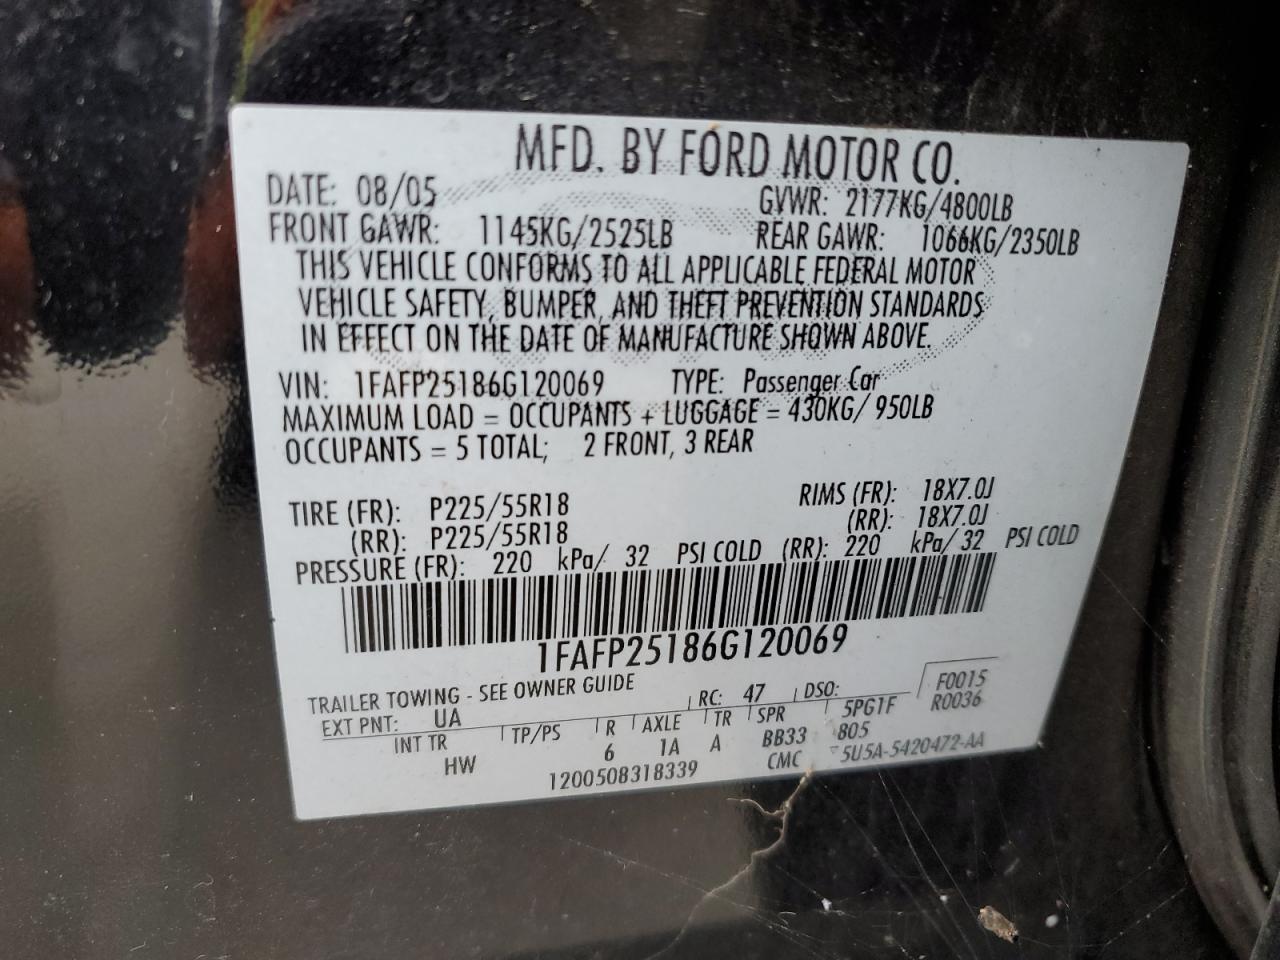 MFD. BY FORD MOTOR CO.
DATE: 08/05 GVWR: 2177KG/4800LB
FRONT GAWR: 1145KG/2525LB REAR GAWR: 1066KG/2350LB
THIS VEHICLE CONFORMS TO ALL APPLICABLE FEDERAL MOTOR
VEHICLE SAFETY, BUMPER, AND THEFT PREVENTION STANDARDS
IN EFFECT ON THE DATE OF MANUFACTURE SHOWN ABOVE.
VIN: 1FAFP25186G120069 TYPE: Passenger Car
MAXIMUM LOAD = OCCUPANTS + LUGGAGE = 430KG/ 950LB
OCCUPANTS = 5 TOTAL; 2 FRONT, 3 REAR
TIRE (FR): P225/55R18 RIMS (FR): 18X7.0J
(RR): P225/55R18 (RR): 18X7.0J
PRESSURE (FR): 220 kPa/ 32 PSI COLD (RR): 220 kPa/ 32 PSI COLD
1FAFP25186G120069
TRAILER TOWING - SEE OWNER GUIDE
EXT PNT: UA RC: 47 DSO: F0015
R0036
INT TR TP/PS R AXLE TR SPR 5PG1F
HW 6 1A A BB33 805
1200508318339 CMC 5U5A-5420472-AA